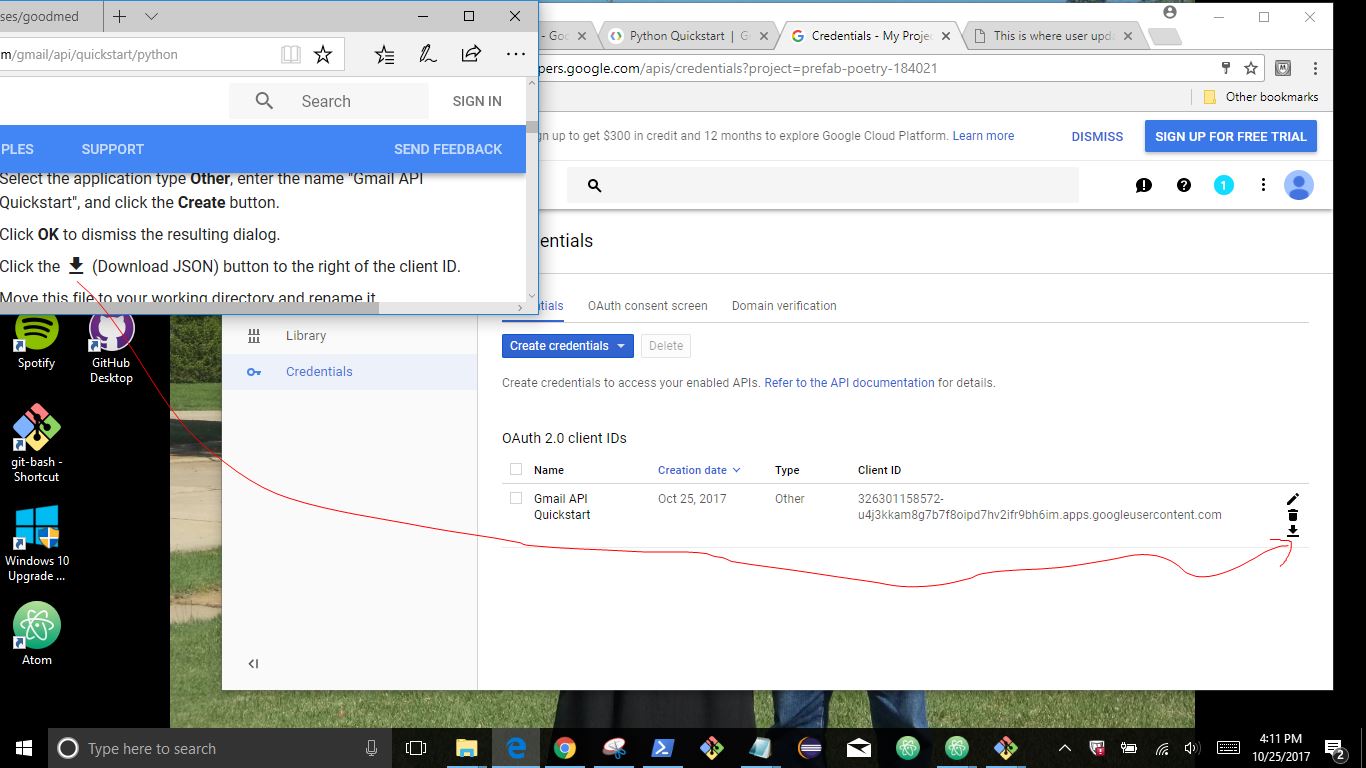 ses/goodmed
m/gmail/api/quickstart/python
Search
SIGN IN
PLES
SUPPORT
SEND FEEDBACK
Select the application type Other, enter the name "Gmail API
Quickstart", and click the Create button.
Click OK to dismiss the resulting dialog.
Click the (Download JSON) button to the right of the client ID.
Move this file to your working directory and rename it
- Goo
Python Quickstart | G
Credentials - My Projec
This is where user upda
pers.google.com/apis/credentials?project=prefab-poetry-184021
Other bookmarks
gn up to get $300 in credit and 12 months to explore Google Cloud Platform. Learn more
DISMISS
SIGN UP FOR FREE TRIAL
1
entials
ntials
OAuth consent screen
Domain verification
Library
Credentials
Create credentials
Delete
Create credentials to access your enabled APIs. Refer to the API documentation for details.
OAuth 2.0 client IDs
Name
Creation date
Type
Client ID
Gmail API
Quickstart
Oct 25, 2017
Other
326301158572-
u4j3kkam8g7b7f8oipd7hv2ifr9bh6im.apps.googleusercontent.com
Spotify
GitHub
Desktop
git-bash -
Shortcut
Windows 10
Upgrade ...
Atom
Type here to search
4:11 PM
10/25/2017
2